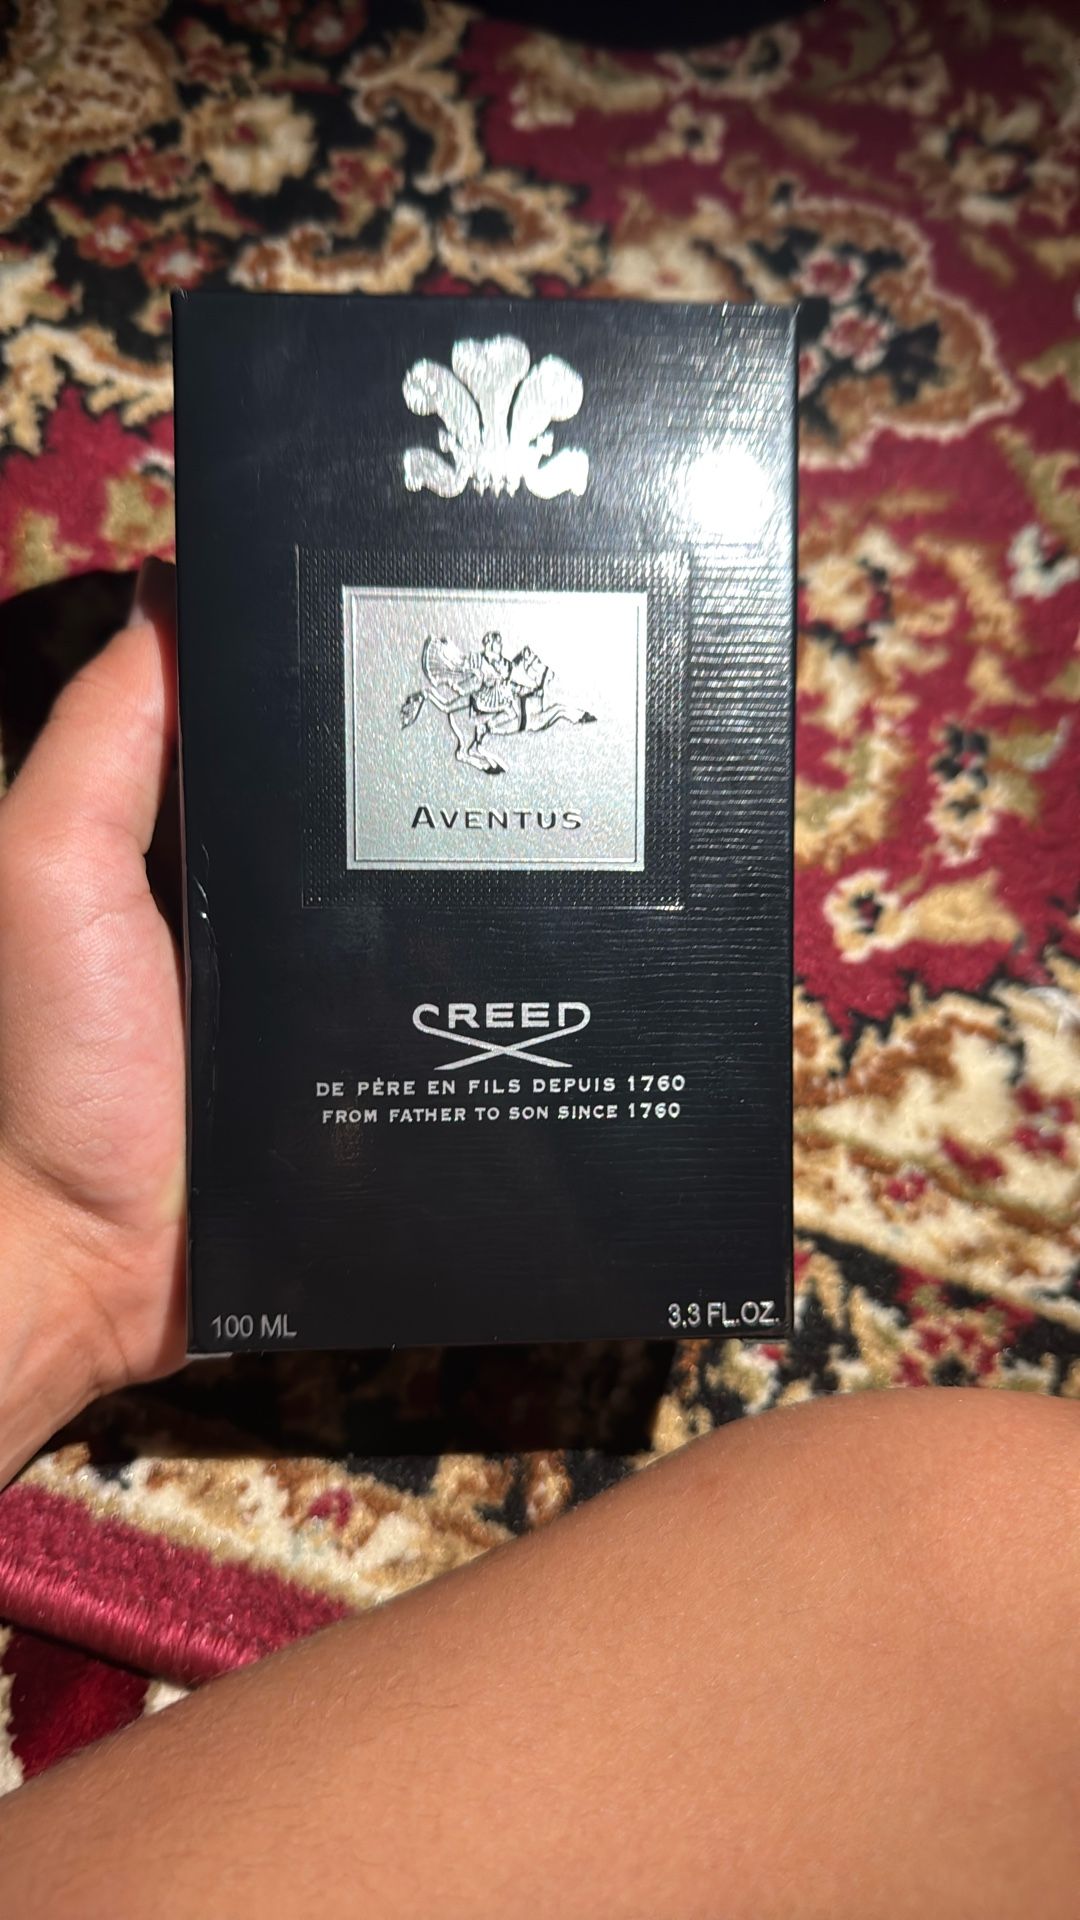 AVENTUS
CREED
DE PÈRE EN FILS DEPUIS 1760
FROM FATHER TO SON SINCE 1760
100 ML
3.3 FL.OZ.